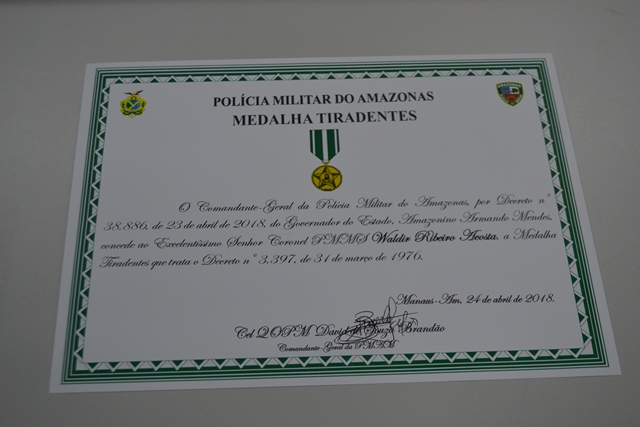 POLÍCIA MILITAR DO AMAZONAS
MEDALHA TIRADENTES
O Comandante-Geral da Polícia Militar do Amazonas, por Decreto n°
38.886, de 23 de abril de 2018, do Governador do Estado, Amazonino Armando Mendes,
concede ao Excelentíssimo Senhor Coronel PMMS Waldir Ribeiro Acosta, a Medalha
Tiradentes que trata o Decreto n° 3.397, de 31 de março de 1976.
Manaus-Am, 24 de abril de 2018.
Cel QOPM David de Souza Brandão
Comandante-Geral da PMAM